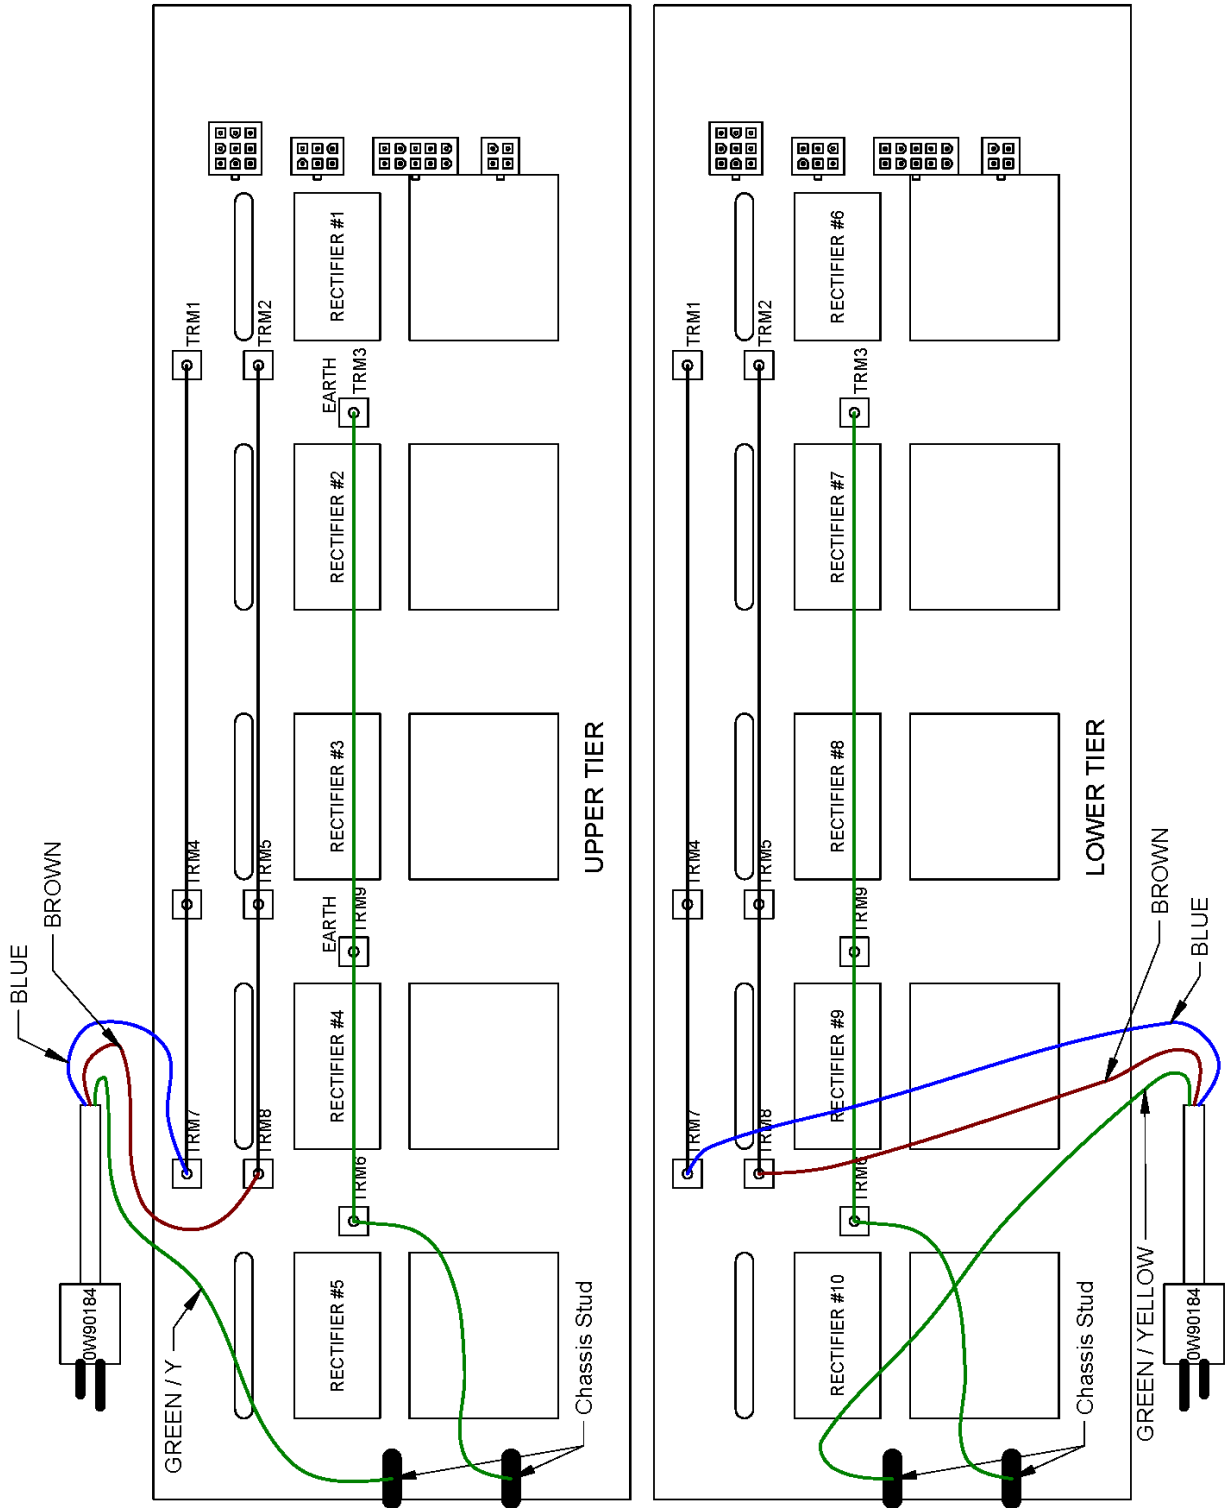 RECTIFIER #1
TRM1
TRM2
EARTH
TRM3
RECTIFIER #2
RECTIFIER #3
UPPER TIER
TRM4
TRM5
EARTH
TRM9
BROWN
BLUE
RECTIFIER #4
TRM7
TRM8
TRM6
RECTIFIER #5
0W90184
GREEN / Y
Chassis Stud
RECTIFIER #6
TRM1
TRM2
TRM3
RECTIFIER #7
RECTIFIER #8
LOWER TIER
TRM4
TRM5
TRM9
BROWN
BLUE
RECTIFIER #9
TRM7
TRM8
TRM6
RECTIFIER #10
0W90184
GREEN / YELLOW
Chassis Stud